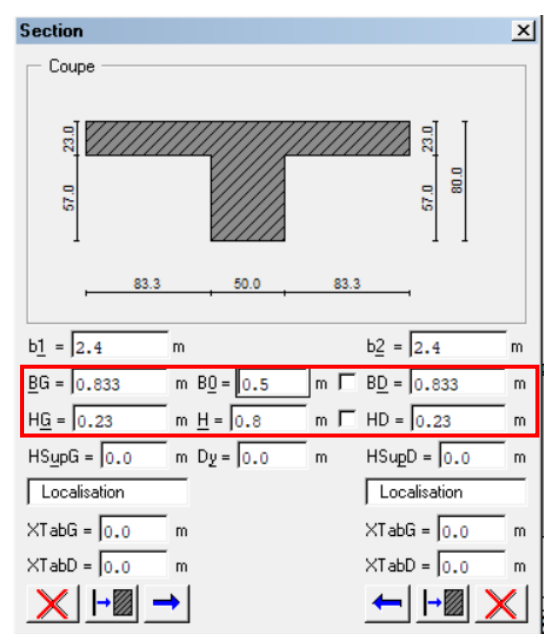 Section
Coupe
23.0 57.0 23.0 57.0 80.0
83.3 50.0 83.3
b1 = 2.4 m b2 = 2.4 m
BG = 0.833 m B0 = 0.5 m BD = 0.833 m
HG = 0.23 m H = 0.8 m HD = 0.23 m
HSupG = 0.0 m Dy = 0.0 m HSupD = 0.0 m
Localisation Localisation
XTabG = 0.0 m XTabG = 0.0 m
XTabD = 0.0 m XTabD = 0.0 m